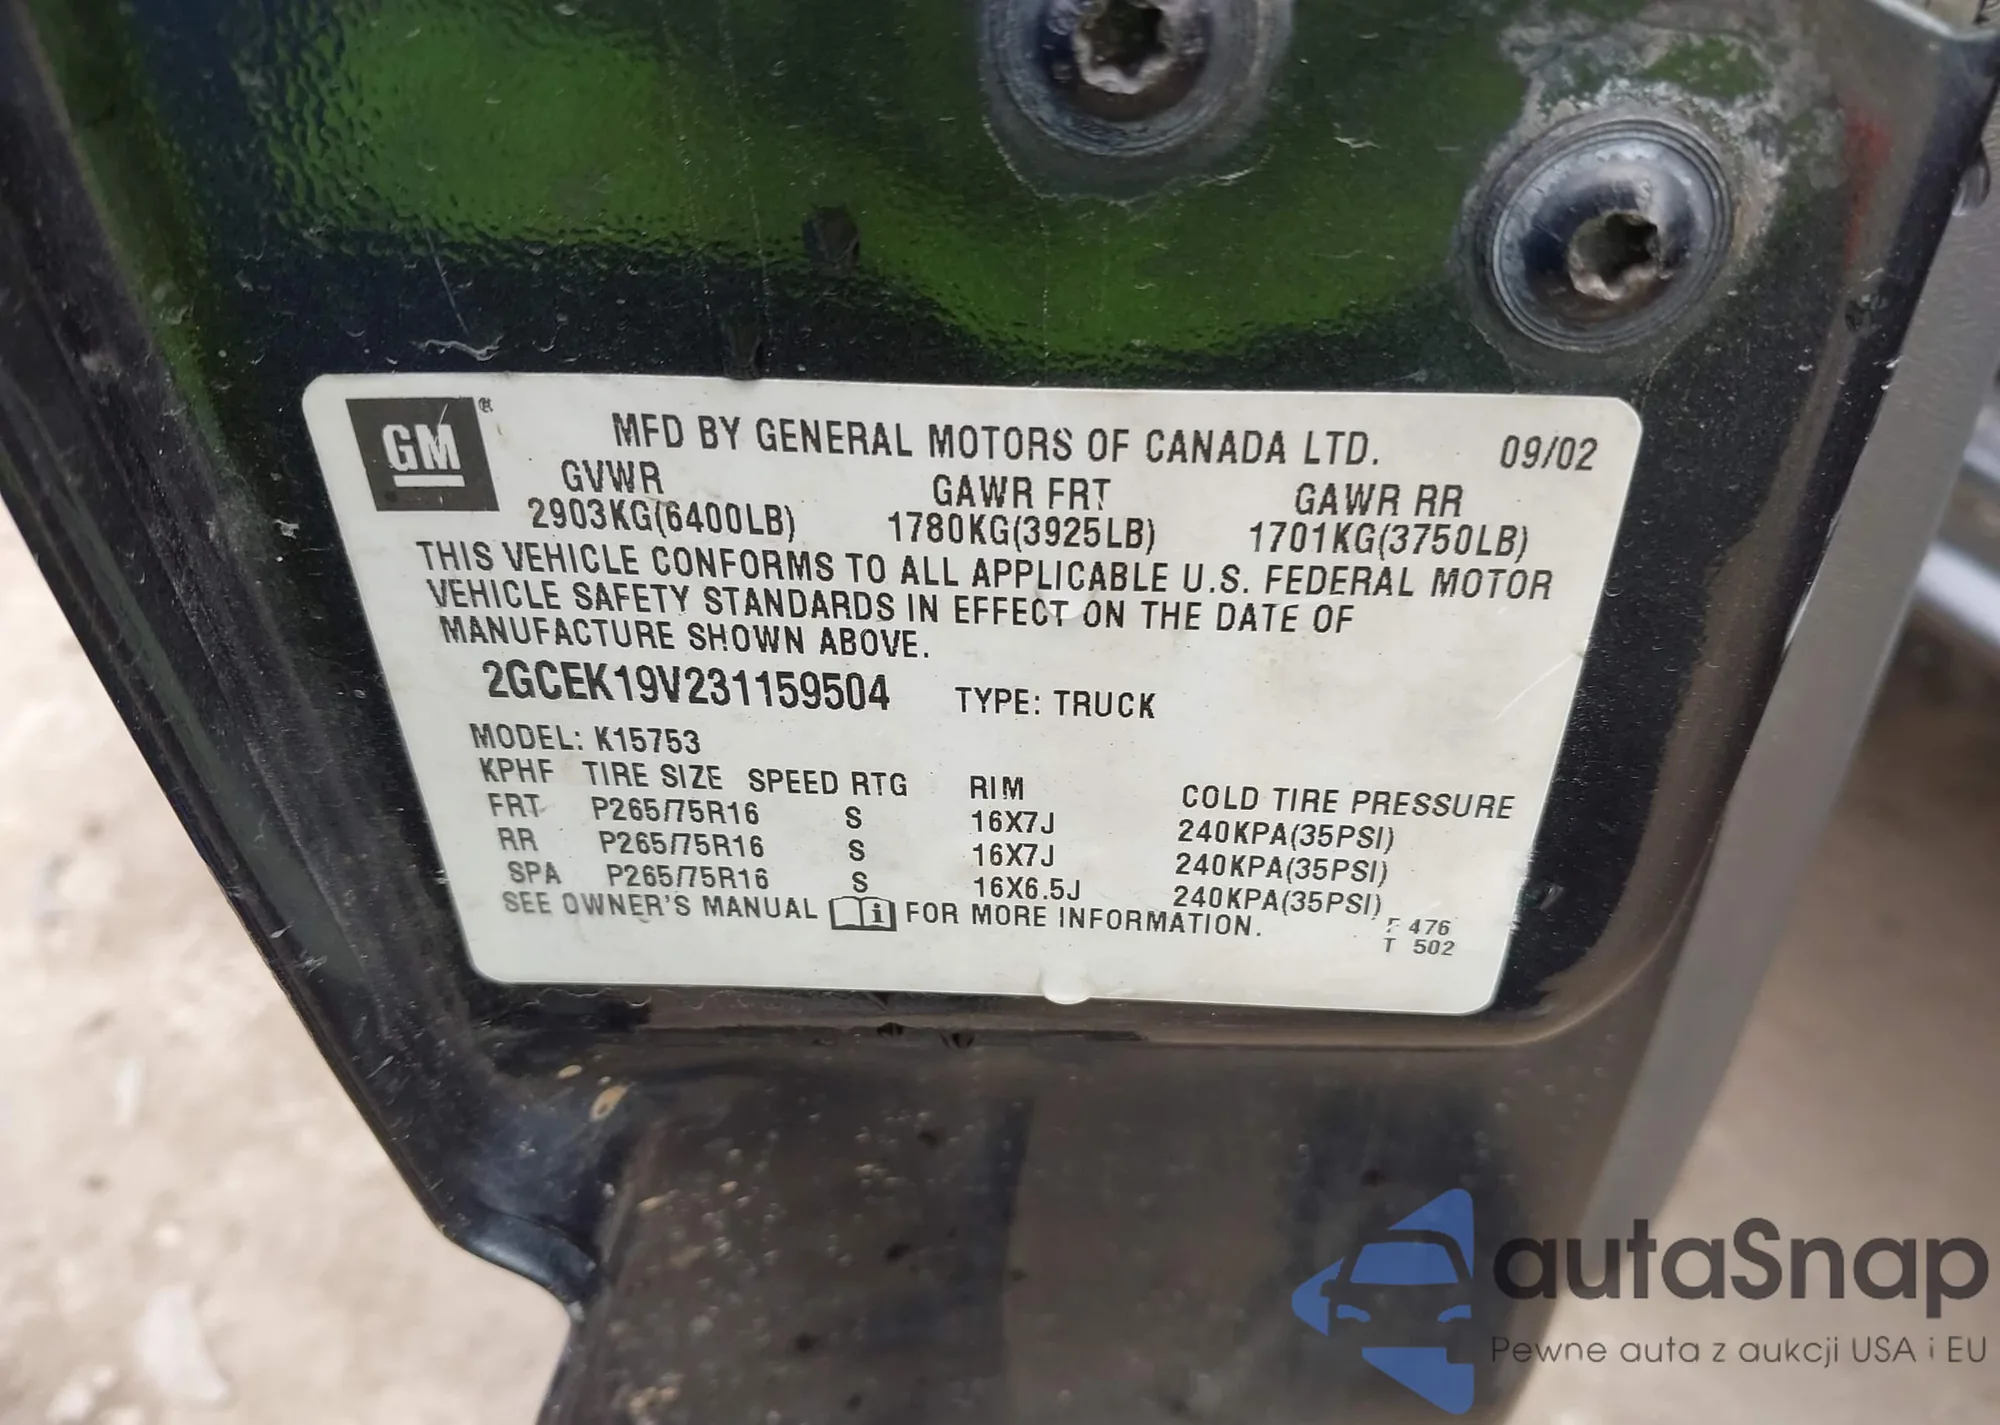 GM ®
MFD BY GENERAL MOTORS OF CANADA LTD. 09/02
GVWR GAWR FRT GAWR RR
2903KG(6400LB) 1780KG(3925LB) 1701KG(3750LB)
THIS VEHICLE CONFORMS TO ALL APPLICABLE U.S. FEDERAL MOTOR
VEHICLE SAFETY STANDARDS IN EFFECT ON THE DATE OF
MANUFACTURE SHOWN ABOVE.
2GCEK19V231159504 TYPE: TRUCK
MODEL: K15753
KPHF TIRE SIZE SPEED RTG RIM COLD TIRE PRESSURE
FRT P265/75R16 S 16X7J 240KPA(35PSI)
RR P265/75R16 S 16X7J 240KPA(35PSI)
SPA P265/75R16 S 16X6.5J 240KPA(35PSI)
SEE OWNER'S MANUAL i FOR MORE INFORMATION.
476
T 502
autaSnap
Pewne auta z aukcji USA i EU